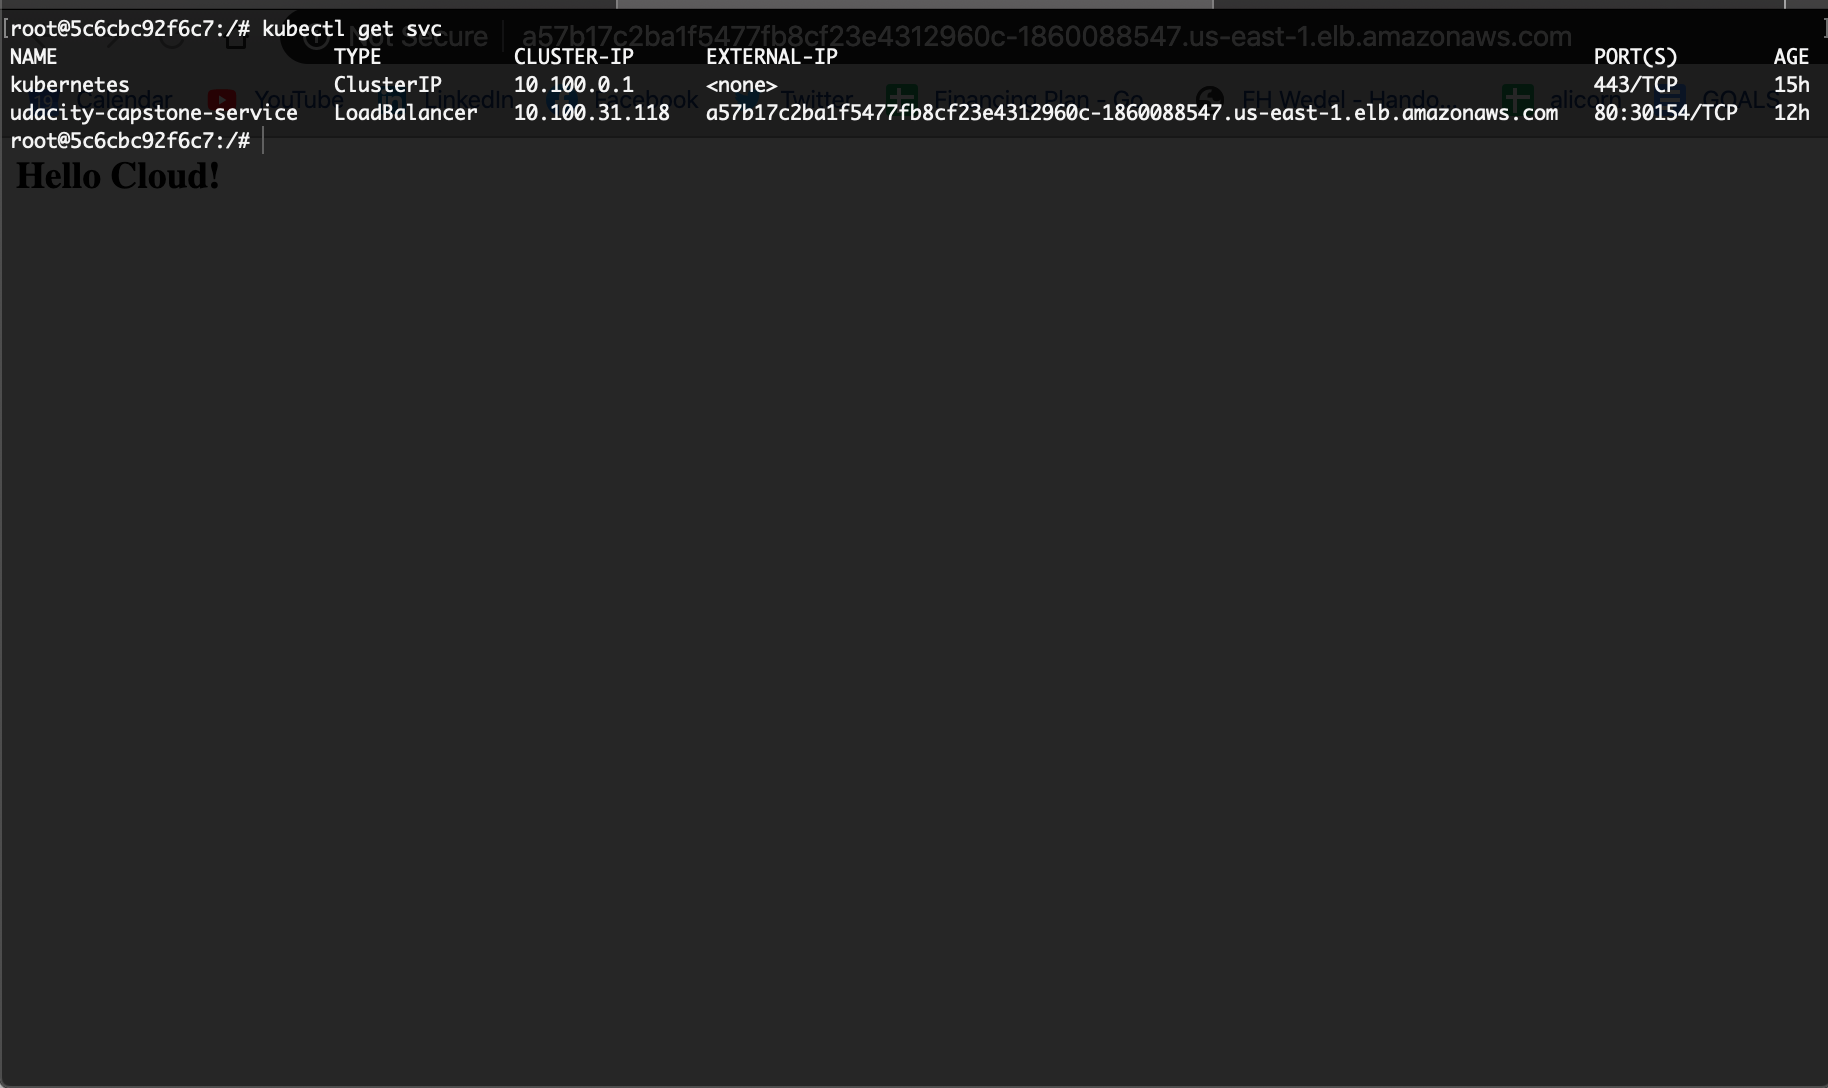 root@5c6cbc92f6c7:/# kubectl get svc
Not Secure a57b17c2ba1f5477fb8cf23e4312960c-1860088547.us-east-1.elb.amazonaws.com
NAME TYPE CLUSTER-IP EXTERNAL-IP PORT(S) AGE
kubernetes ClusterIP 10.100.0.1 <none> 443/TCP 15h
Calendar YouTube LinkedIn Facebook Twitter Financing Plan - Go... FH Wedel - Hando... alicorn GOALS
udacity-capstone-service LoadBalancer 10.100.31.118 a57b17c2ba1f5477fb8cf23e4312960c-1860088547.us-east-1.elb.amazonaws.com 80:30154/TCP 12h
root@5c6cbc92f6c7:/#
Hello Cloud!